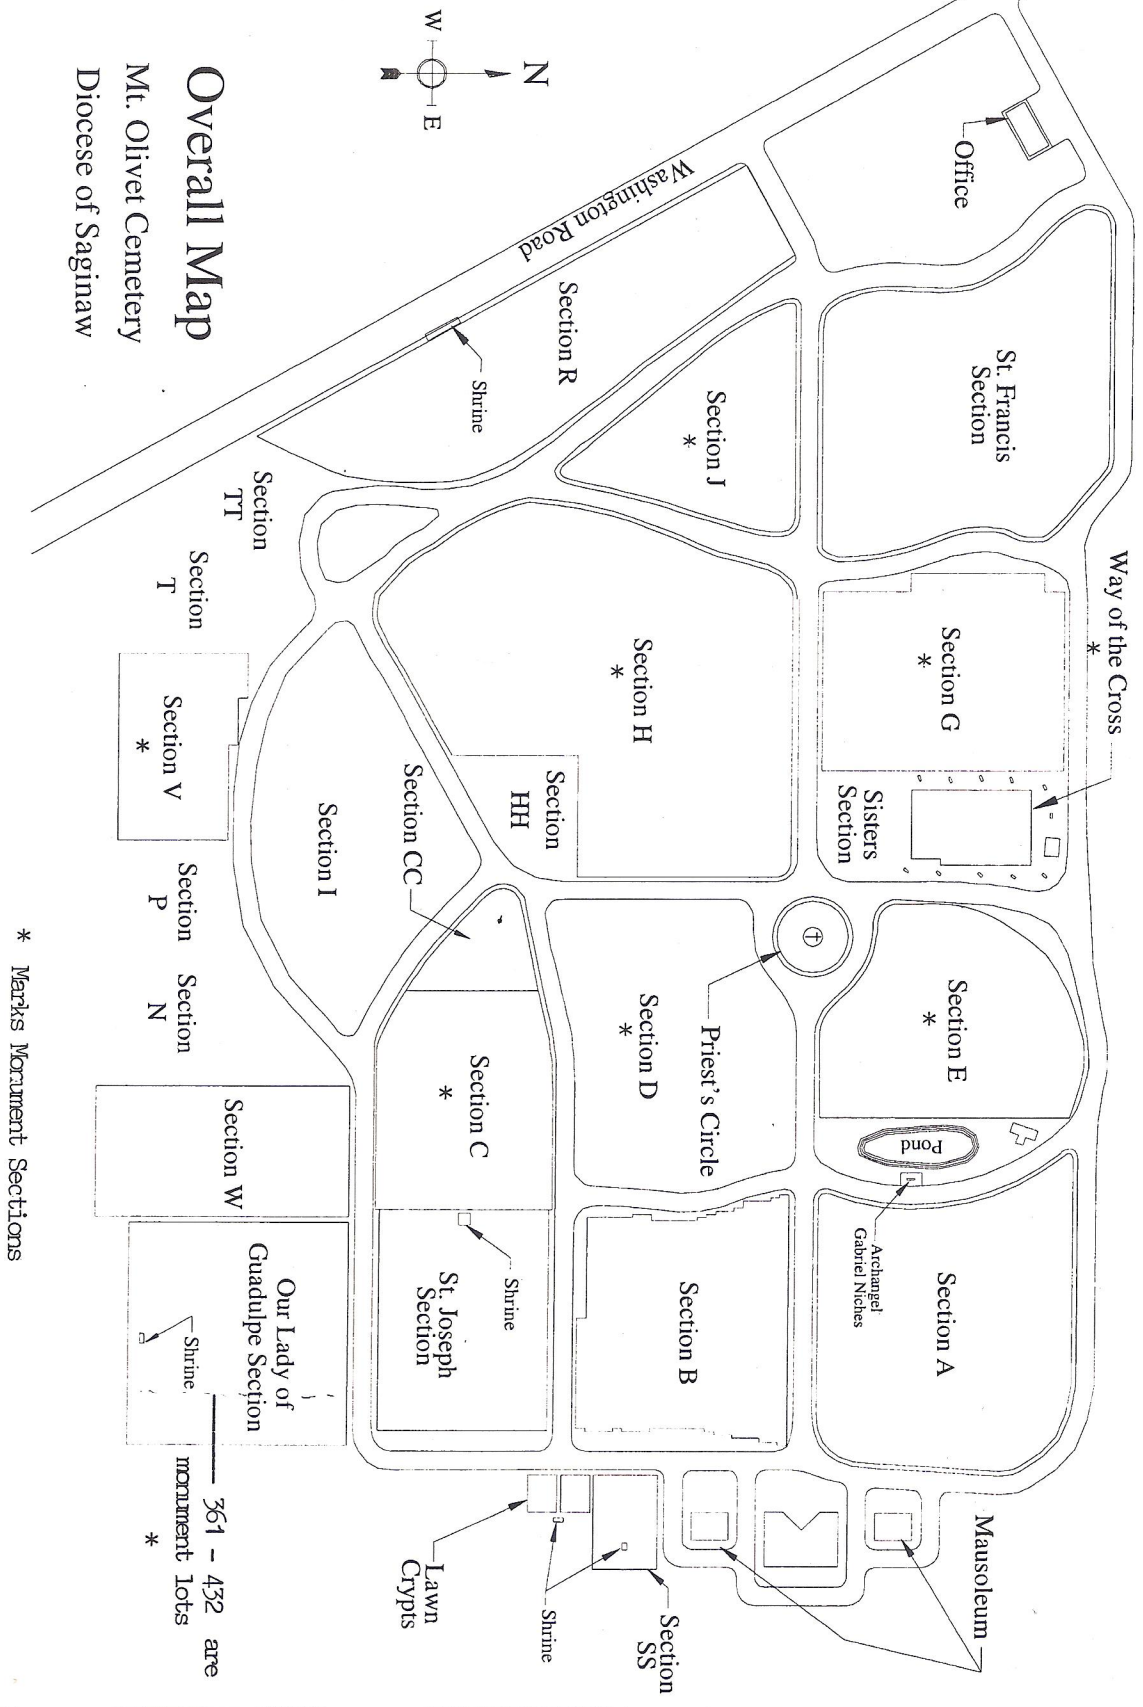 Overall Map
Mt. Olivet Cemetery
Diocese of Saginaw
W
E
N
Office
Washington Road
Section R
Shrine
Section J
*
St. Francis
Section
Way of the Cross
*
Section G
*
Sisters
Section
Section H
*
Section
HH
Section CC
Section I
Section
TT
Section
T
Section V
*
Section
P
Section
N
Priest's Circle
Section E
*
Section D
*
Section C
*
Pond
Archangel
Gabriel Niches
Section A
Section B
St. Joseph
Section
Shrine
Section W
Our Lady of
Guadulpe Section
Shrine
361 - 432 are
monument lots
*
Mausoleum
Section
SS
Shrine
Lawn
Crypts
* Marks Monument Sections